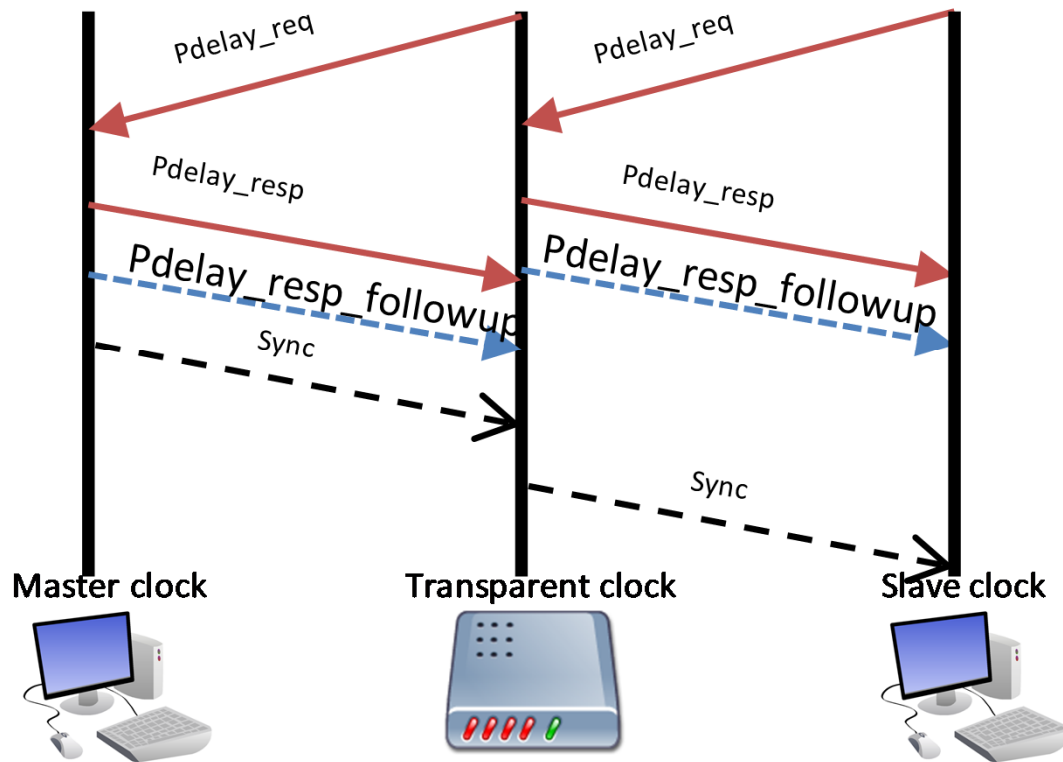 Pdelay_req
Pdelay_req
Pdelay_resp
Pdelay_resp
Pdelay_resp_followup
Pdelay_resp_followup
Sync
Sync
Master clock
Transparent clock
Slave clock